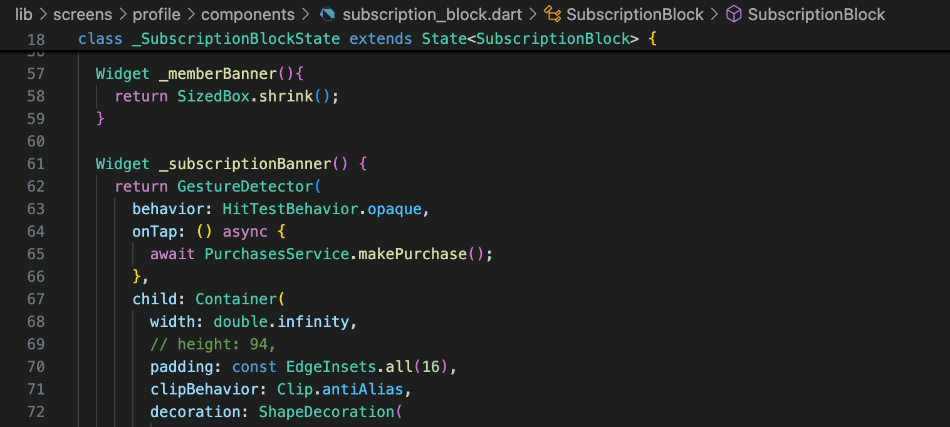 lib > screens > profile > components > subscription_block.dart > SubscriptionBlock > SubscriptionBlock
18 class _SubscriptionBlockState extends State<SubscriptionBlock> {
57 Widget _memberBanner(){
58 return SizedBox.shrink();
59 }
60
61 Widget _subscriptionBanner() {
62 return GestureDetector(
63 behavior: HitTestBehavior.opaque,
64 onTap: () async {
65 await PurchasesService.makePurchase();
66 },
67 child: Container(
68 width: double.infinity,
69 // height: 94,
70 padding: const EdgeInsets.all(16),
71 clipBehavior: Clip.antiAlias,
72 decoration: ShapeDecoration(